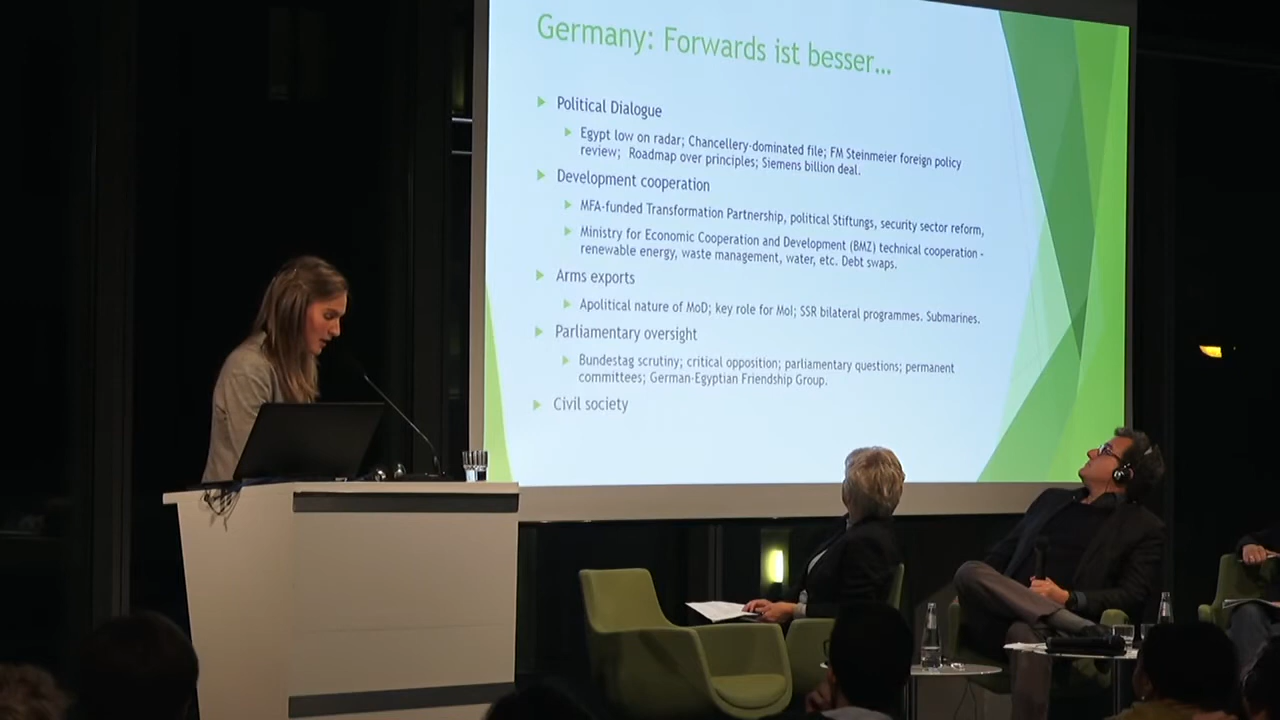 Germany: Forwards ist besser...
Political Dialogue
Egypt low on radar; Chancellery-dominated file; FM Steinmeier foreign policy
review; Roadmap over principles; Siemens billion deal.
Development cooperation
MFA-funded Transformation Partnership, political Stiftungs, security sector reform,
Ministry for Economic Cooperation and Development (BMZ) technical cooperation -
renewable energy, waste management, water, etc. Debt swaps.
Arms exports
Apolitical nature of MoD; key role for MoI; SSR bilateral programmes. Submarines.
Parliamentary oversight
Bundestag scrutiny; critical opposition; parliamentary questions; permanent
committees; German-Egyptian Friendship Group.
Civil society